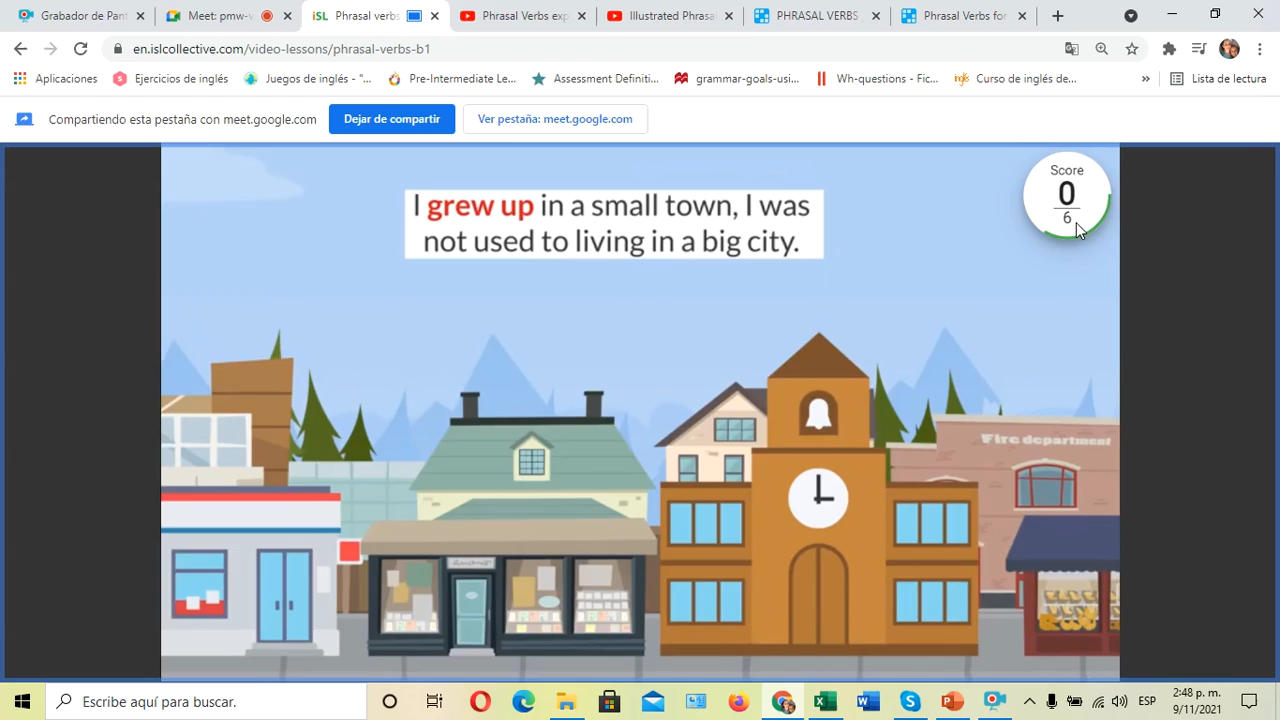 Grabador de Pant
Meet: pmw-v
iSL Phrasal verbs
Phrasal Verbs exp
Illustrated Phrasa
PHRASAL VERBS
Phrasal Verbs for
en.islcollective.com/video-lessons/phrasal-verbs-b1
Aplicaciones
Ejercicios de inglés
Juegos de inglés - "...
Pre-Intermediate Le...
Assessment Definiti...
grammar-goals-usi...
Wh-questions - Fic...
Curso de inglés de...
»
Lista de lectura
Compartiendo esta pestaña con meet.google.com
Dejar de compartir
Ver pestaña: meet.google.com
I grew up in a small town, I was
not used to living in a big city.
Score
0
6
Fire department
Escribe aquí para buscar.
ESP
2:48 p. m.
9/11/2021